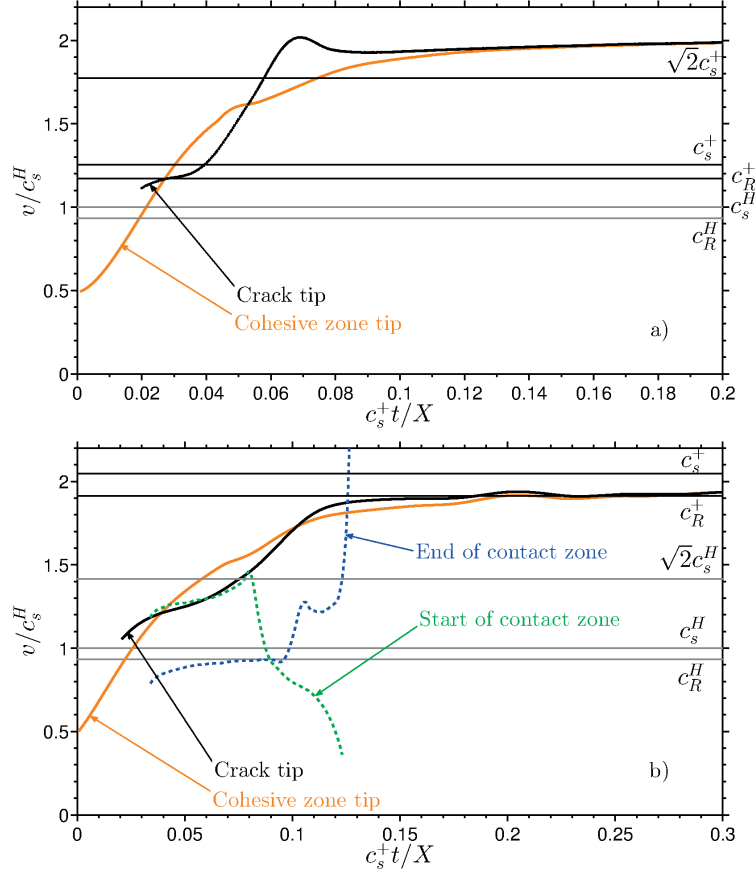 2
1.5
1
0.5
0
v/c_s^H
√2c_s^+
c_s^+
c_R^+
c_s^H
c_R^H
Crack tip
Cohesive zone tip
a)
0 0.02 0.04 0.06 0.08 0.1 0.12 0.14 0.16 0.18 0.2
c_s^+t/X
2
1.5
1
0.5
0
v/c_s^H
c_s^+
c_R^+
End of contact zone
√2c_s^H
Start of contact zone
c_s^H
c_R^H
Crack tip
Cohesive zone tip
b)
0 0.05 0.1 0.15 0.2 0.25 0.3
c_s^+t/X